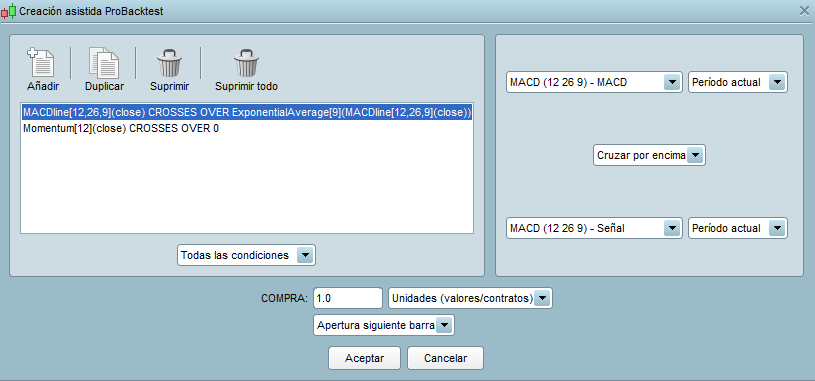 Creación asistida ProBacktest
Añadir Duplicar Suprimir Suprimir todo
MACDline[12,26,9](close) CROSSES OVER ExponentialAverage[9](MACDline[12,26,9](close))
Momentum[12](close) CROSSES OVER 0
Todas las condiciones
MACD (12 26 9) - MACD Período actual
Cruzar por encima
MACD (12 26 9) - Señal Período actual
COMPRA: 1.0 Unidades (valores/contratos)
Apertura siguiente barra
Aceptar Cancelar